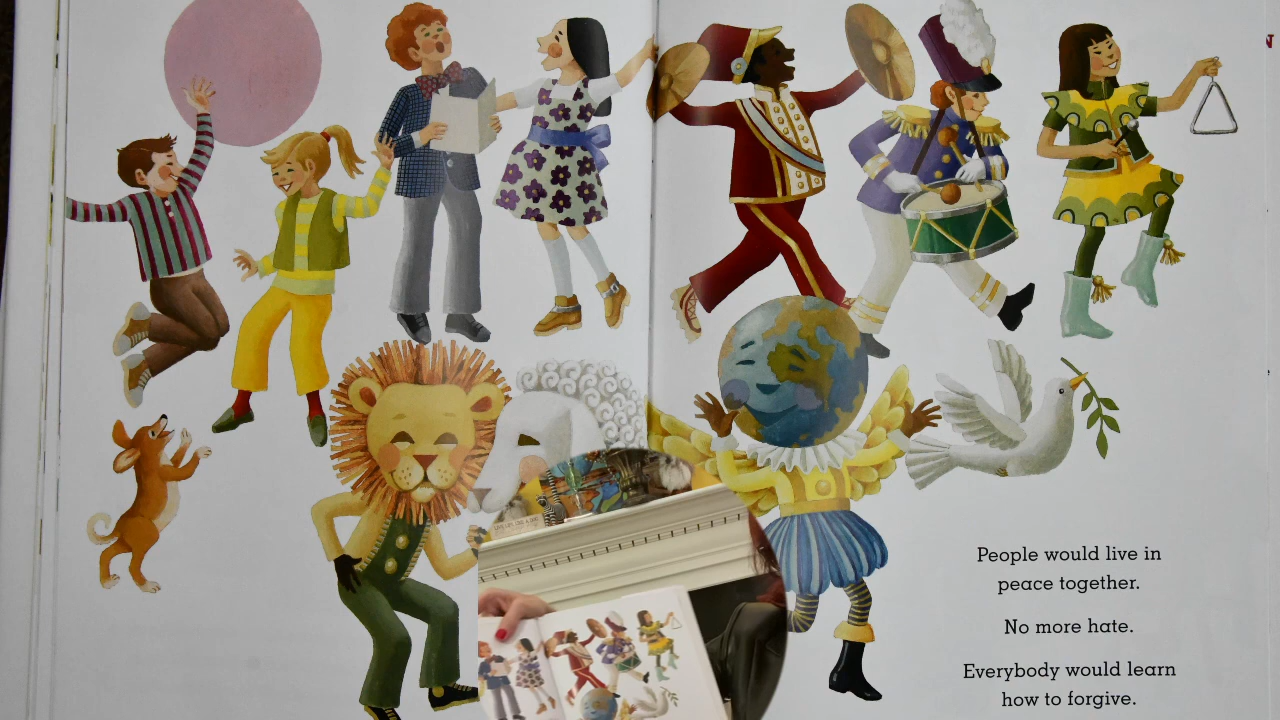 People would live in
peace together.
No more hate.
Everybody would learn
how to forgive.